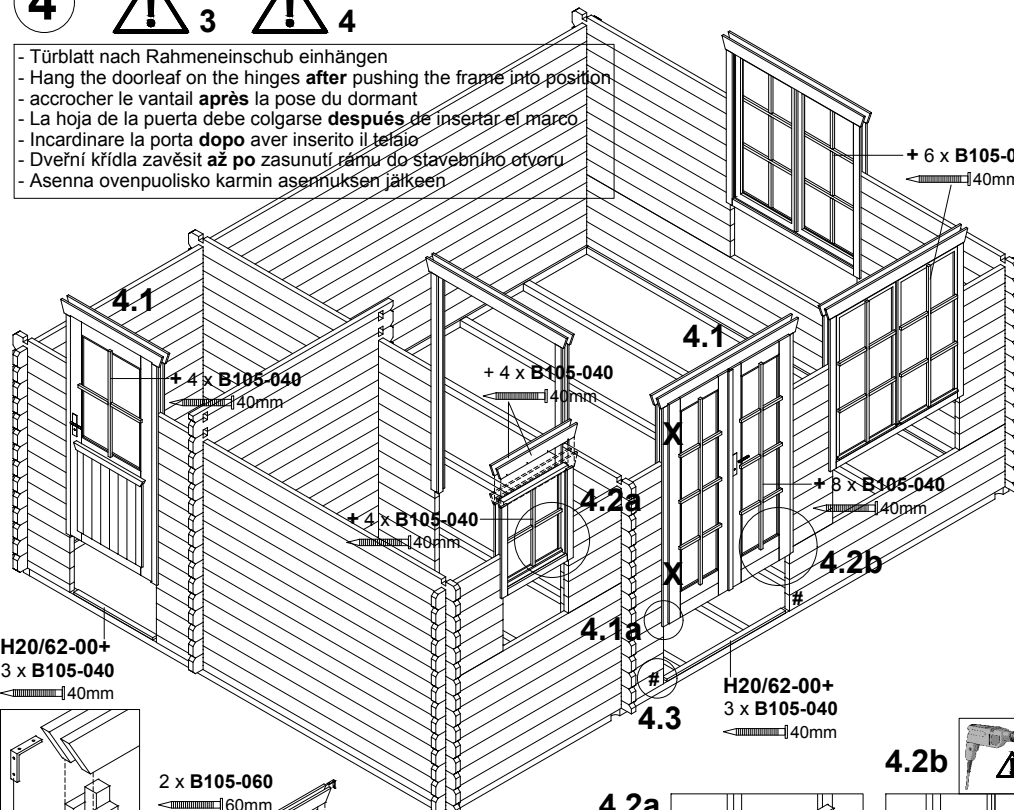 4
3
4
- Türblatt nach Rahmeneinschub einhängen
- Hang the doorleaf on the hinges after pushing the frame into position
- accrocher le vantail après la pose du dormant
- La hoja de la puerta debe colgarse después de insertar el marco
- Incardinare la porta dopo aver inserito il telaio
- Dveřní křídla zavěsit až po zasunutí rámu do stavebního otvoru
- Asenna ovenpuolisko karmin asennuksen jälkeen
+ 6 x B105-0
40mm
4.1
+ 4 x B105-040
40mm
+ 4 x B105-040
40mm
4.1
X
+ 4 x B105-040
40mm
4.2a
+ 8 x B105-040
40mm
4.2b
X
#
4.1a
#
4.3
H20/62-00+
3 x B105-040
40mm
H20/62-00+
3 x B105-040
40mm
2 x B105-060
60mm
4.2a
4.2b